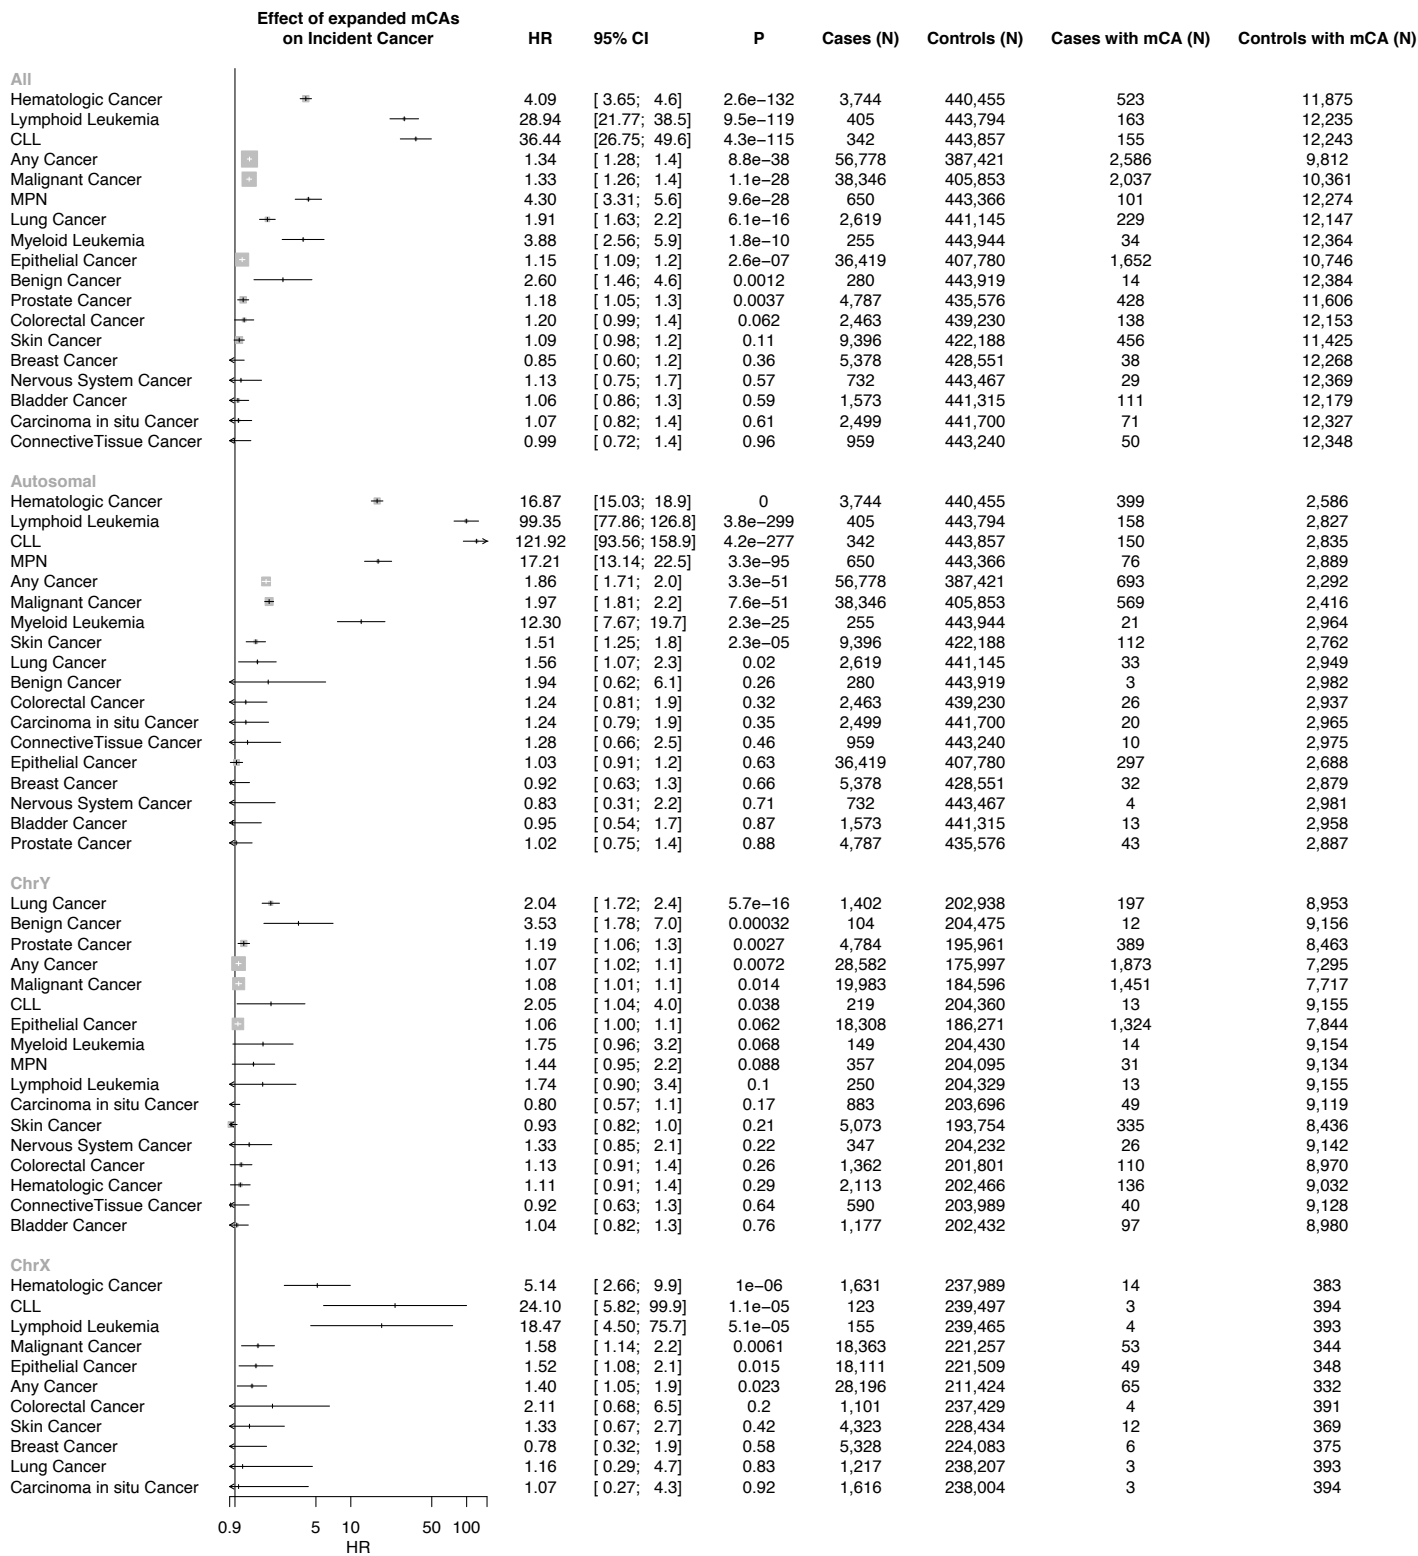 Effect of expanded mCAs
on Incident Cancer HR 95% CI P Cases (N) Controls (N) Cases with mCA (N) Controls with mCA (N)
All
Hematologic Cancer 4.09 [ 3.65; 4.6] 2.6e−132 3,744 440,455 523 11,875
Lymphoid Leukemia 28.94 [21.77; 38.5] 9.5e−119 405 443,794 163 12,235
CLL 36.44 [26.75; 49.6] 4.3e−115 342 443,857 155 12,243
Any Cancer 1.34 [ 1.28; 1.4] 8.8e−38 56,778 387,421 2,586 9,812
Malignant Cancer 1.33 [ 1.26; 1.4] 1.1e−28 38,346 405,853 2,037 10,361
MPN 4.30 [ 3.31; 5.6] 9.6e−28 650 443,366 101 12,274
Lung Cancer 1.91 [ 1.63; 2.2] 6.1e−16 2,619 441,145 229 12,147
Myeloid Leukemia 3.88 [ 2.56; 5.9] 1.8e−10 255 443,944 34 12,364
Epithelial Cancer 1.15 [ 1.09; 1.2] 2.6e−07 36,419 407,780 1,652 10,746
Benign Cancer 2.60 [ 1.46; 4.6] 0.0012 280 443,919 14 12,384
Prostate Cancer 1.18 [ 1.05; 1.3] 0.0037 4,787 435,576 428 11,606
Colorectal Cancer 1.20 [ 0.99; 1.4] 0.062 2,463 439,230 138 12,153
Skin Cancer 1.09 [ 0.98; 1.2] 0.11 9,396 422,188 456 11,425
Breast Cancer 0.85 [ 0.60; 1.2] 0.36 5,378 428,551 38 12,268
Nervous System Cancer 1.13 [ 0.75; 1.7] 0.57 732 443,467 29 12,369
Bladder Cancer 1.06 [ 0.86; 1.3] 0.59 1,573 441,315 111 12,179
Carcinoma in situ Cancer 1.07 [ 0.82; 1.4] 0.61 2,499 441,700 71 12,327
ConnectiveTissue Cancer 0.99 [ 0.72; 1.4] 0.96 959 443,240 50 12,348
Autosomal
Hematologic Cancer 16.87 [15.03; 18.9] 0 3,744 440,455 399 2,586
Lymphoid Leukemia 99.35 [77.86; 126.8] 3.8e−299 405 443,794 158 2,827
CLL 121.92 [93.56; 158.9] 4.2e−277 342 443,857 150 2,835
MPN 17.21 [13.14; 22.5] 3.3e−95 650 443,366 76 2,889
Any Cancer 1.86 [ 1.71; 2.0] 3.3e−51 56,778 387,421 693 2,292
Malignant Cancer 1.97 [ 1.81; 2.2] 7.6e−51 38,346 405,853 569 2,416
Myeloid Leukemia 12.30 [ 7.67; 19.7] 2.3e−25 255 443,944 21 2,964
Skin Cancer 1.51 [ 1.25; 1.8] 2.3e−05 9,396 422,188 112 2,762
Lung Cancer 1.56 [ 1.07; 2.3] 0.02 2,619 441,145 33 2,949
Benign Cancer 1.94 [ 0.62; 6.1] 0.26 280 443,919 3 2,982
Colorectal Cancer 1.24 [ 0.81; 1.9] 0.32 2,463 439,230 26 2,937
Carcinoma in situ Cancer 1.24 [ 0.79; 1.9] 0.35 2,499 441,700 20 2,965
ConnectiveTissue Cancer 1.28 [ 0.66; 2.5] 0.46 959 443,240 10 2,975
Epithelial Cancer 1.03 [ 0.91; 1.2] 0.63 36,419 407,780 297 2,688
Breast Cancer 0.92 [ 0.63; 1.3] 0.66 5,378 428,551 32 2,879
Nervous System Cancer 0.83 [ 0.31; 2.2] 0.71 732 443,467 4 2,981
Bladder Cancer 0.95 [ 0.54; 1.7] 0.87 1,573 441,315 13 2,958
Prostate Cancer 1.02 [ 0.75; 1.4] 0.88 4,787 435,576 43 2,887
ChrY
Lung Cancer 2.04 [ 1.72; 2.4] 5.7e−16 1,402 202,938 197 8,953
Benign Cancer 3.53 [ 1.78; 7.0] 0.00032 104 204,475 12 9,156
Prostate Cancer 1.19 [ 1.06; 1.3] 0.0027 4,784 195,961 389 8,463
Any Cancer 1.07 [ 1.02; 1.1] 0.0072 28,582 175,997 1,873 7,295
Malignant Cancer 1.08 [ 1.01; 1.1] 0.014 19,983 184,596 1,451 7,717
CLL 2.05 [ 1.04; 4.0] 0.038 219 204,360 13 9,155
Epithelial Cancer 1.06 [ 1.00; 1.1] 0.062 18,308 186,271 1,324 7,844
Myeloid Leukemia 1.75 [ 0.96; 3.2] 0.068 149 204,430 14 9,154
MPN 1.44 [ 0.95; 2.2] 0.088 357 204,095 31 9,134
Lymphoid Leukemia 1.74 [ 0.90; 3.4] 0.1 250 204,329 13 9,155
Carcinoma in situ Cancer 0.80 [ 0.57; 1.1] 0.17 883 203,696 49 9,119
Skin Cancer 0.93 [ 0.82; 1.0] 0.21 5,073 193,754 335 8,436
Nervous System Cancer 1.33 [ 0.85; 2.1] 0.22 347 204,232 26 9,142
Colorectal Cancer 1.13 [ 0.91; 1.4] 0.26 1,362 201,801 110 8,970
Hematologic Cancer 1.11 [ 0.91; 1.4] 0.29 2,113 202,466 136 9,032
ConnectiveTissue Cancer 0.92 [ 0.63; 1.3] 0.64 590 203,989 40 9,128
Bladder Cancer 1.04 [ 0.82; 1.3] 0.76 1,177 202,432 97 8,980
ChrX
Hematologic Cancer 5.14 [ 2.66; 9.9] 1e−06 1,631 237,989 14 383
CLL 24.10 [ 5.82; 99.9] 1.1e−05 123 239,497 3 394
Lymphoid Leukemia 18.47 [ 4.50; 75.7] 5.1e−05 155 239,465 4 393
Malignant Cancer 1.58 [ 1.14; 2.2] 0.0061 18,363 221,257 53 344
Epithelial Cancer 1.52 [ 1.08; 2.1] 0.015 18,111 221,509 49 348
Any Cancer 1.40 [ 1.05; 1.9] 0.023 28,196 211,424 65 332
Colorectal Cancer 2.11 [ 0.68; 6.5] 0.2 1,101 237,429 4 391
Skin Cancer 1.33 [ 0.67; 2.7] 0.42 4,323 228,434 12 369
Breast Cancer 0.78 [ 0.32; 1.9] 0.58 5,328 224,083 6 375
Lung Cancer 1.16 [ 0.29; 4.7] 0.83 1,217 238,207 3 393
Carcinoma in situ Cancer 1.07 [ 0.27; 4.3] 0.92 1,616 238,004 3 394
0.9 5 10 50 100
HR